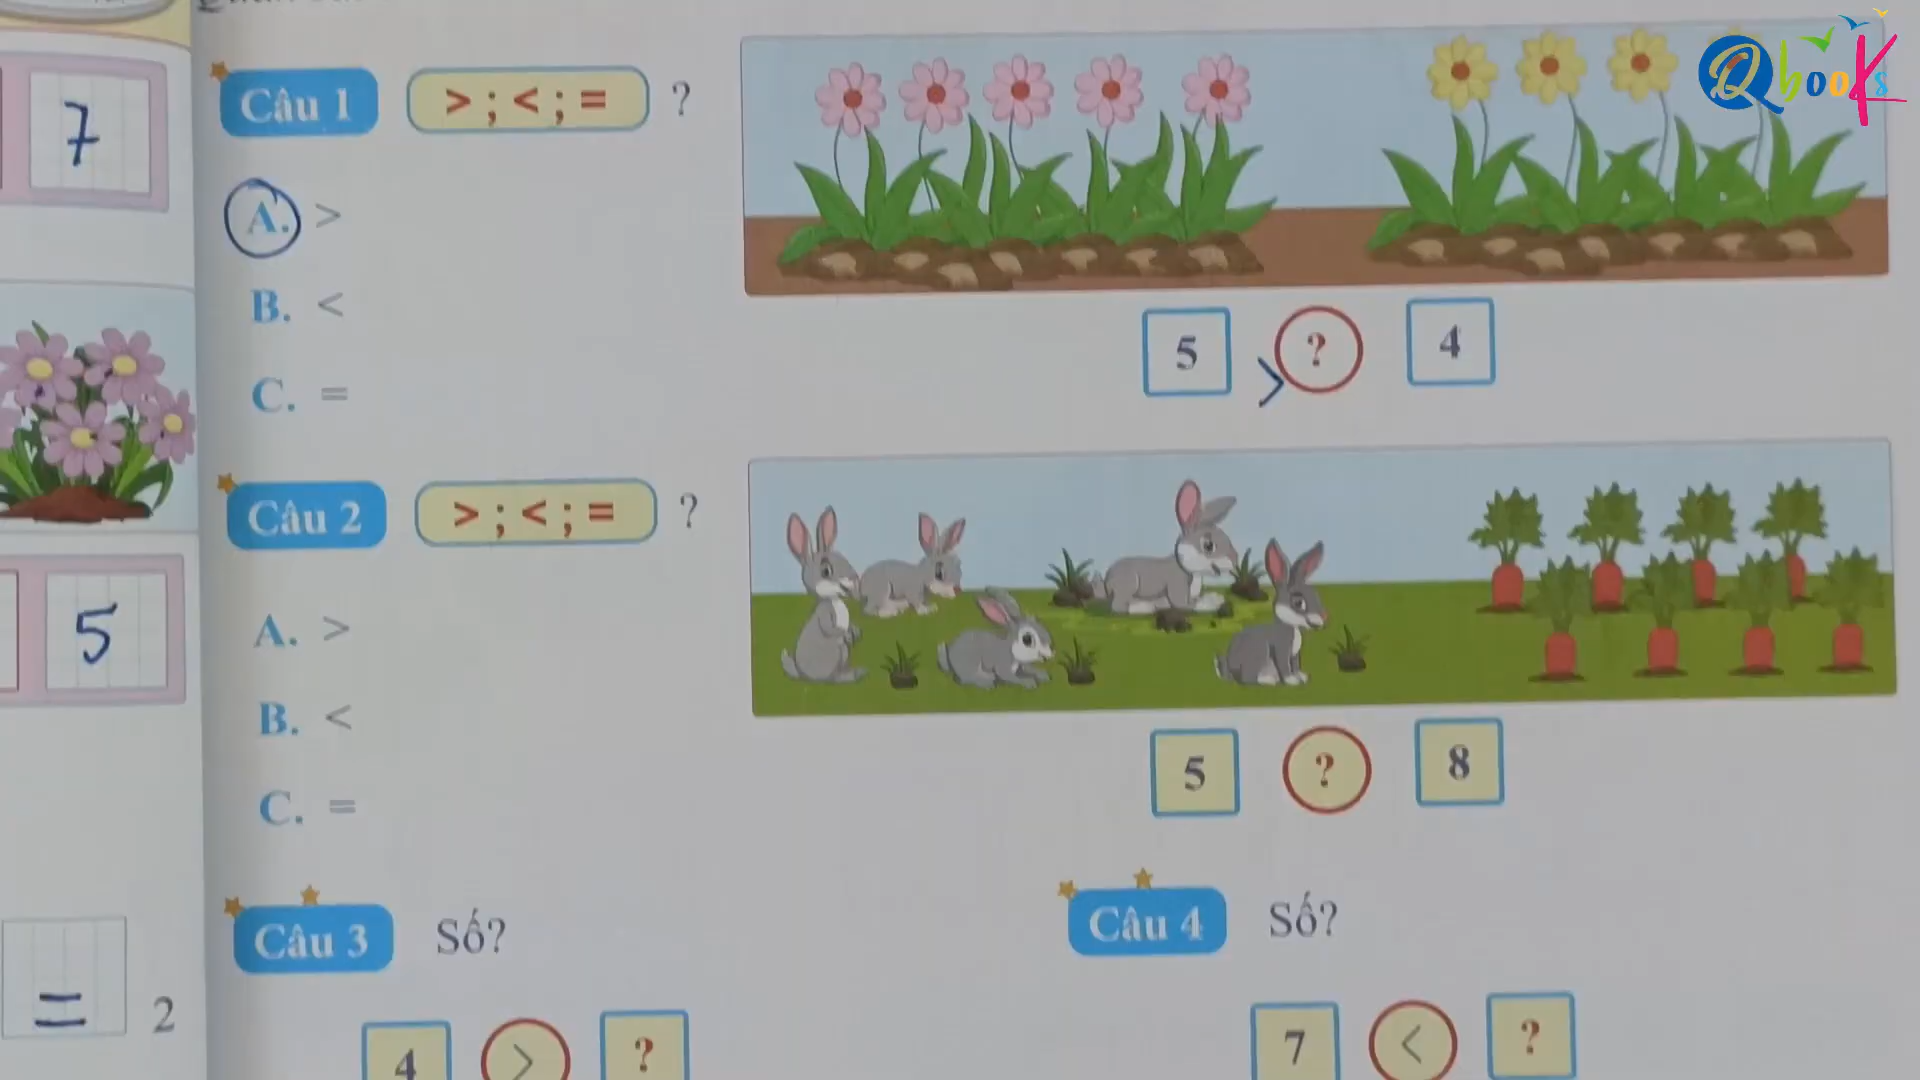 Qbooks
7
Câu 1 > ; < ; = ?
A. >
B. <
C. =
5 > ? 4
5
Câu 2 > ; < ; = ?
A. >
B. <
C. =
5 ? 8
= 2
Câu 3 Số?
4 > ?
Câu 4 Số?
7 < ?